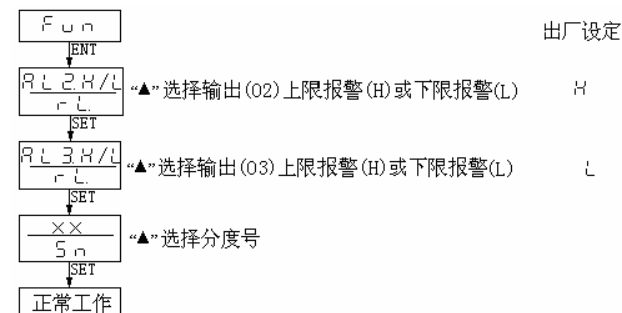 Fun 出厂设定
ENT
AL2.H/L “▲”选择输出(02)上限报警(H)或下限报警(L) H
rL.
SET
AL3.H/L “▲”选择输出(03)上限报警(H)或下限报警(L) L
rL.
SET
×× “▲”选择分度号
Sn
SET
正常工作